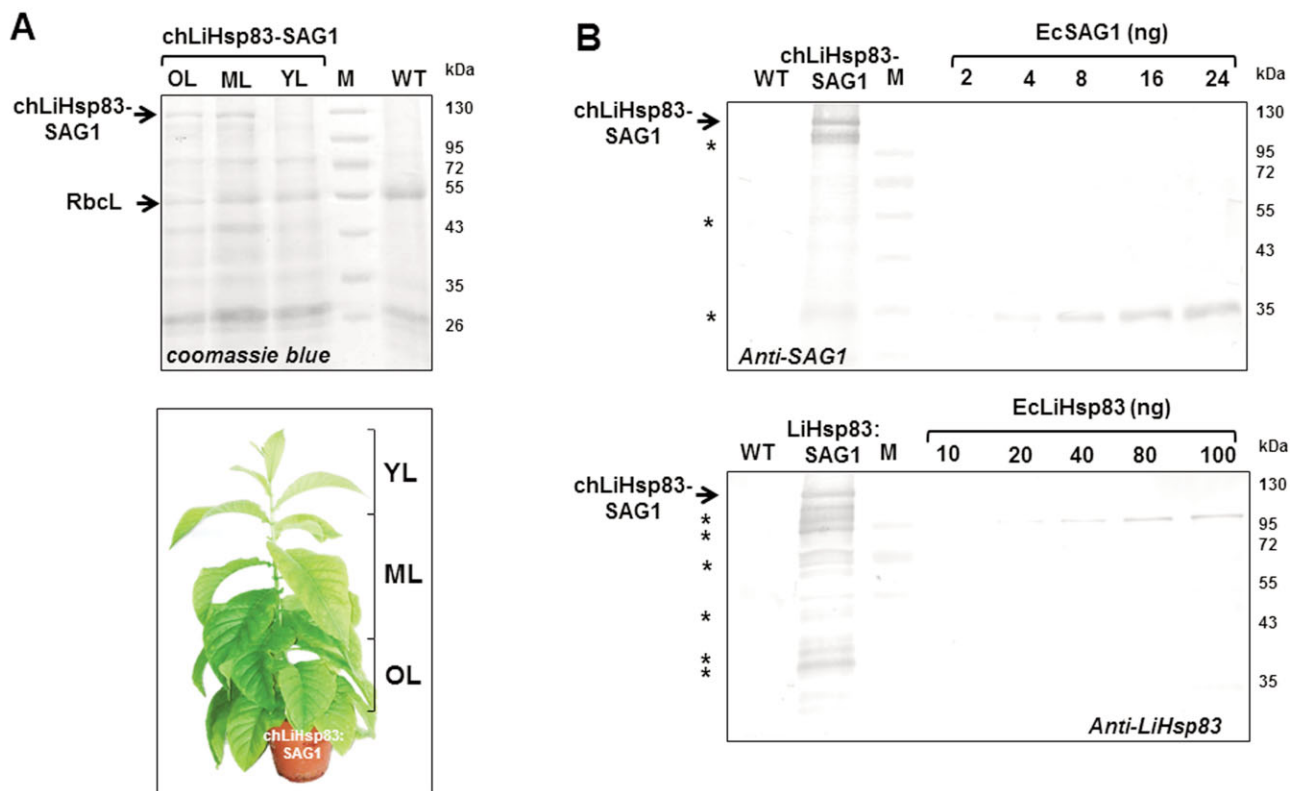 A
chLiHsp83-SAG1
OL ML YL M WT
kDa
chLiHsp83-
SAG1
RbcL
130
95
72
55
43
35
26
coomassie blue
YL
ML
OL
chLiHsp83:
SAG1
B
EcSAG1 (ng)
WT
chLiHsp83-
SAG1
M
2 4 8 16 24
kDa
chLiHsp83-
SAG1
*
*
*
130
95
72
55
43
35
Anti-SAG1
EcLiHsp83 (ng)
WT
LiHsp83:
SAG1
M
10 20 40 80 100
kDa
chLiHsp83-
SAG1
*
*
*
*
*
*
130
95
72
55
43
35
Anti-LiHsp83